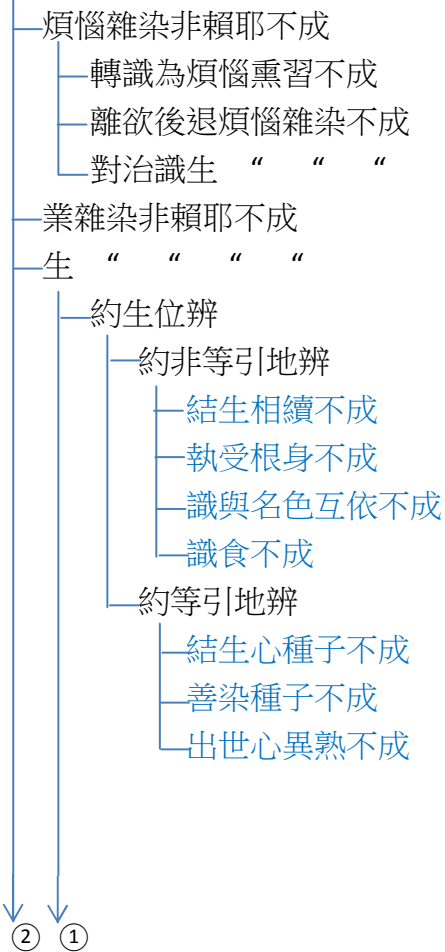 煩惱雜染非賴耶不成
轉識為煩惱熏習不成
離欲後退煩惱雜染不成
對治識生 “ “ “
業雜染非賴耶不成
生 “ “ “ “
約生位辨
約非等引地辨
結生相續不成
執受根身不成
識與名色互依不成
識食不成
約等引地辨
結生心種子不成
善染種子不成
出世心異熟不成
② ①